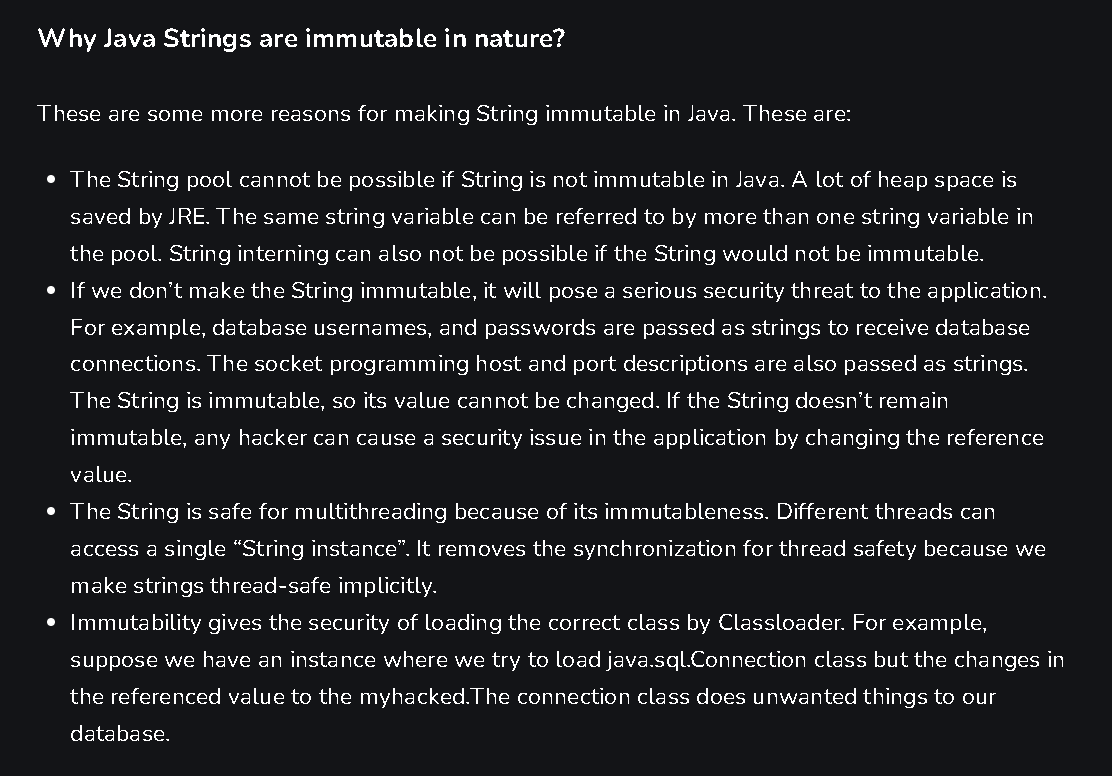 Why Java Strings are immutable in nature?
These are some more reasons for making String immutable in Java. These are:
• The String pool cannot be possible if String is not immutable in Java. A lot of heap space is
saved by JRE. The same string variable can be referred to by more than one string variable in
the pool. String interning can also not be possible if the String would not be immutable.
• If we don’t make the String immutable, it will pose a serious security threat to the application.
For example, database usernames, and passwords are passed as strings to receive database
connections. The socket programming host and port descriptions are also passed as strings.
The String is immutable, so its value cannot be changed. If the String doesn’t remain
immutable, any hacker can cause a security issue in the application by changing the reference
value.
• The String is safe for multithreading because of its immutableness. Different threads can
access a single “String instance”. It removes the synchronization for thread safety because we
make strings thread-safe implicitly.
• Immutability gives the security of loading the correct class by Classloader. For example,
suppose we have an instance where we try to load java.sql.Connection class but the changes in
the referenced value to the myhacked.The connection class does unwanted things to our
database.